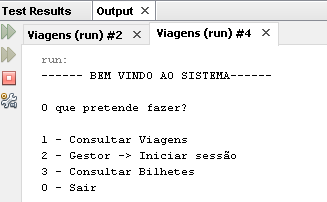 Test Results
Output
Viagens (run) #2
Viagens (run) #4
run:
------ BEM VINDO AO SISTEMA------
O que pretende fazer?
1 - Consultar Viagens
2 - Gestor -> Iniciar sessão
3 - Consultar Bilhetes
0 - Sair